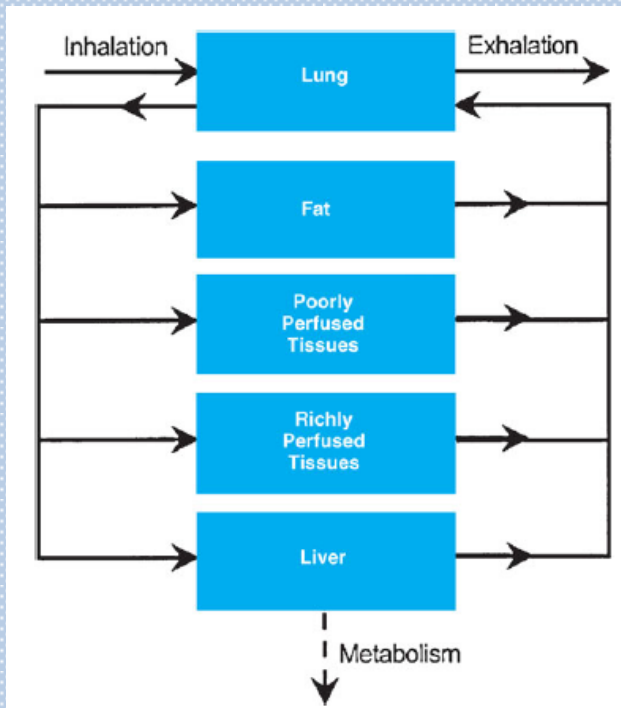 Inhalation
Lung
Exhalation
Fat
Poorly
Perfused
Tissues
Richly
Perfused
Tissues
Liver
Metabolism